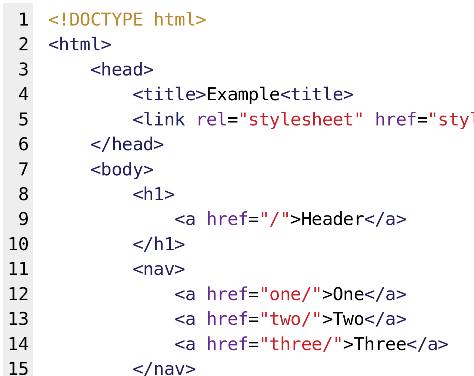 1 <!DOCTYPE html>
2 <html>
3     <head>
4         <title>Example<title>
5         <link rel="stylesheet" href="styl
6     </head>
7     <body>
8         <h1>
9             <a href="/">Header</a>
10         </h1>
11         <nav>
12             <a href="one/">One</a>
13             <a href="two/">Two</a>
14             <a href="three/">Three</a>
15         </nav>